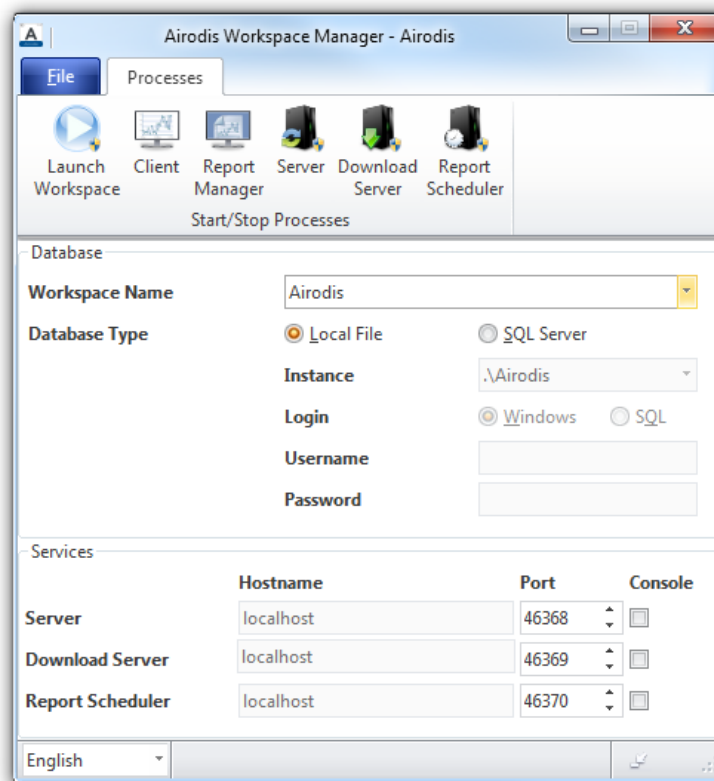 A
Airodis Workspace Manager - Airodis
File Processes
Launch Workspace Client Report Manager Server Download Server Report Scheduler
Start/Stop Processes
Database
Workspace Name Airodis
Database Type Local File SQL Server
Instance .\Airodis
Login Windows SQL
Username
Password
Services
Hostname Port Console
Server localhost 46368
Download Server localhost 46369
Report Scheduler localhost 46370
English